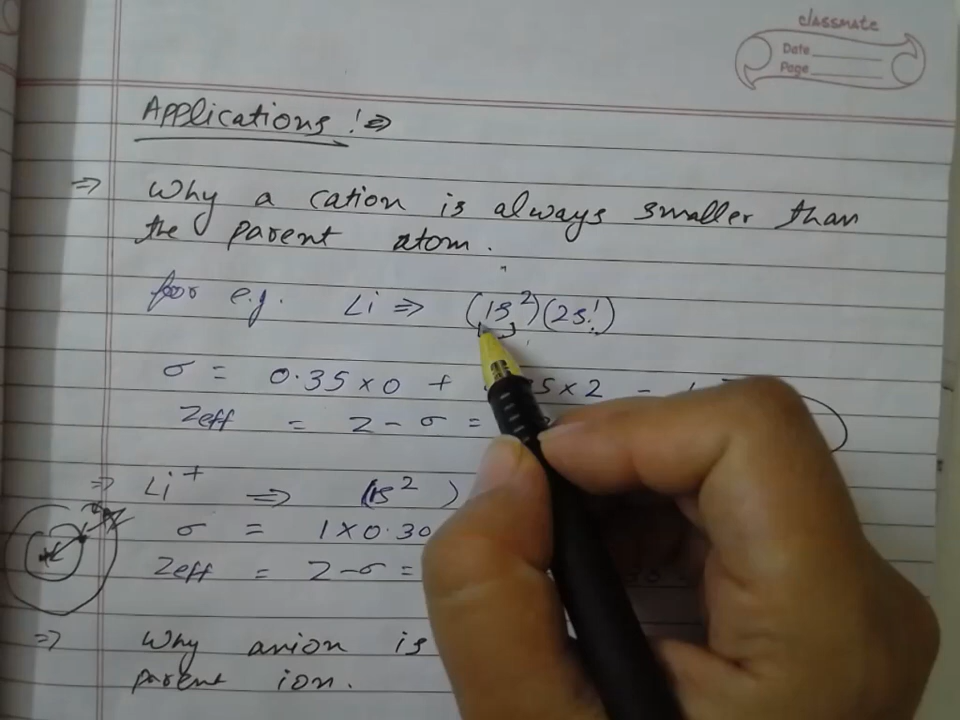 classmate
Date
Page
Applications :⇒
⇒ Why a cation is always smaller than
the parent atom.
for e.g. Li ⇒ (1s²)(2s¹)
σ = 0.35 × 0 + 5 × 2 =
Zeff = Z - σ =
⇒ Li⁺ ⇒ (1s²)
σ = 1 × 0.30
Zeff = Z - σ =
⇒ Why anion is
parent ion.